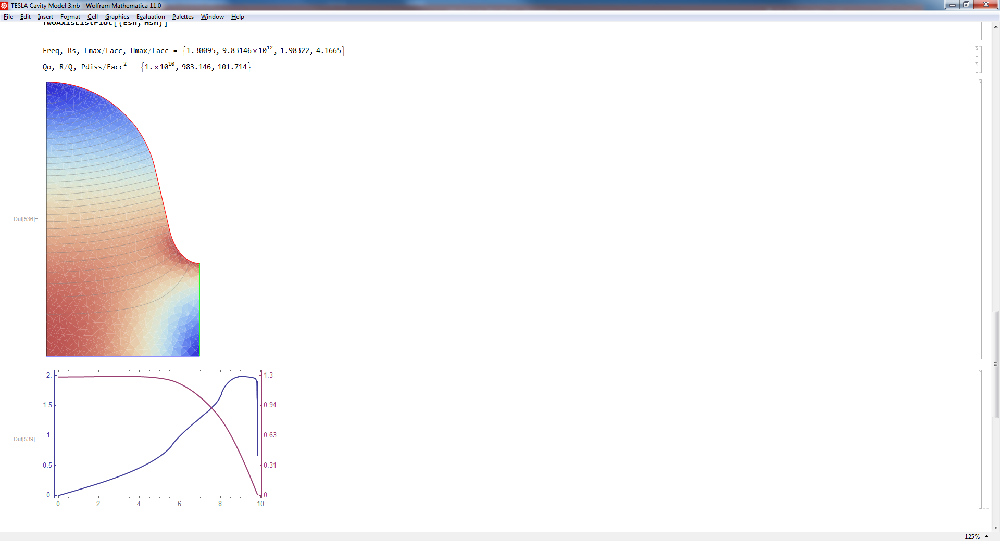 TESLA Cavity Model 3.nb - Wolfram Mathematica 11.0
File Edit Insert Format Cell Graphics Evaluation Palettes Window Help
TwoAxisListPlot[{Esh, Hsh}]
Freq, Rs, Emax/Eacc, Hmax/Eacc = {1.30095, 9.83146×10^12, 1.98322, 4.1665}
Qo, R/Q, Pdiss/Eacc^2 = {1.×10^10, 983.146, 101.714}
Out[536]=
2. 1.3
1.5 0.94
1. 0.63
Out[539]=
0.5 0.31
0. 0.
0 2 4 6 8 10
125%